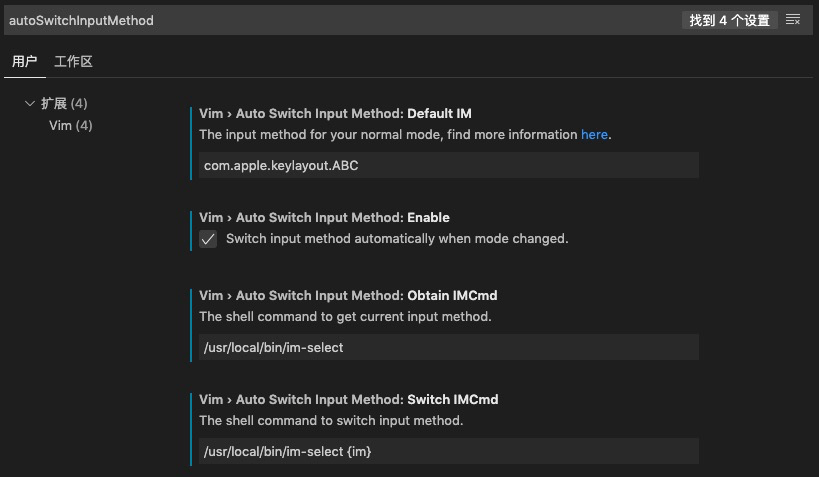 autoSwitchInputMethod 找到 4 个设置
用户 工作区
扩展 (4)
Vim (4)
Vim › Auto Switch Input Method: Default IM
The input method for your normal mode, find more information here.
com.apple.keylayout.ABC
Vim › Auto Switch Input Method: Enable
Switch input method automatically when mode changed.
Vim › Auto Switch Input Method: Obtain IMCmd
The shell command to get current input method.
/usr/local/bin/im-select
Vim › Auto Switch Input Method: Switch IMCmd
The shell command to switch input method.
/usr/local/bin/im-select {im}